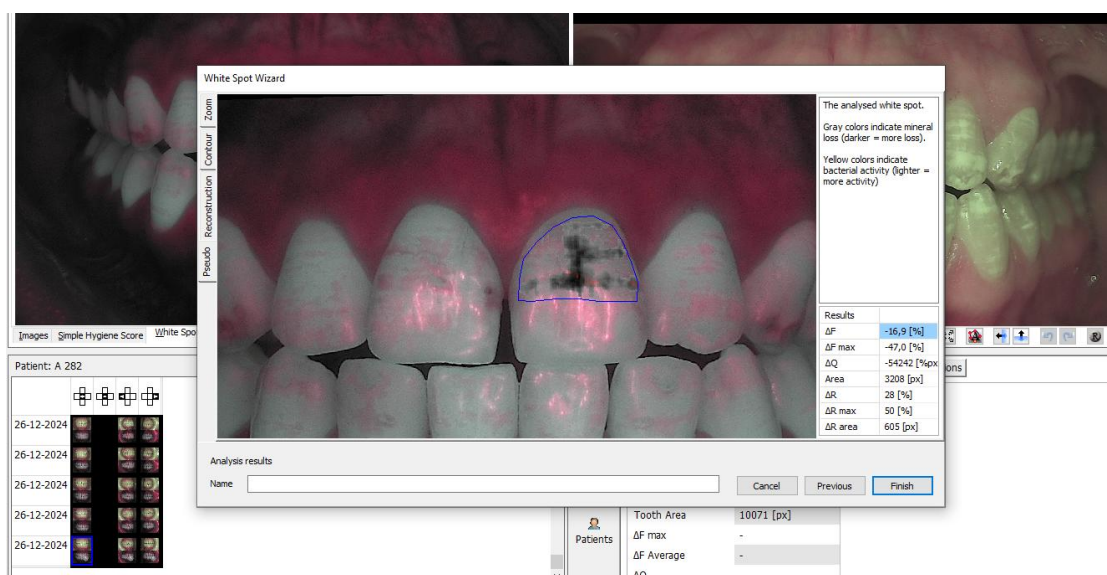 White Spot Wizard
Zoom
Contour
Reconstruction
Pseudo
The analysed white spot.
Gray colors indicate mineral
loss (darker = more loss).
Yellow colors indicate
bacterial activity (lighter =
more activity)
Results
ΔF -16,9 [%]
ΔF max -47,0 [%]
ΔQ -54242 [%px
Area 3208 [px]
ΔR 28 [%]
ΔR max 50 [%]
ΔR area 605 [px]
Analysis results
Name
Cancel Previous Finish
Images Simple Hygiene Score White Spo
ons
Patient: A 282
26-12-2024
26-12-2024
26-12-2024
26-12-2024
26-12-2024
Patients
Tooth Area 10071 [px]
ΔF max -
ΔF Average -